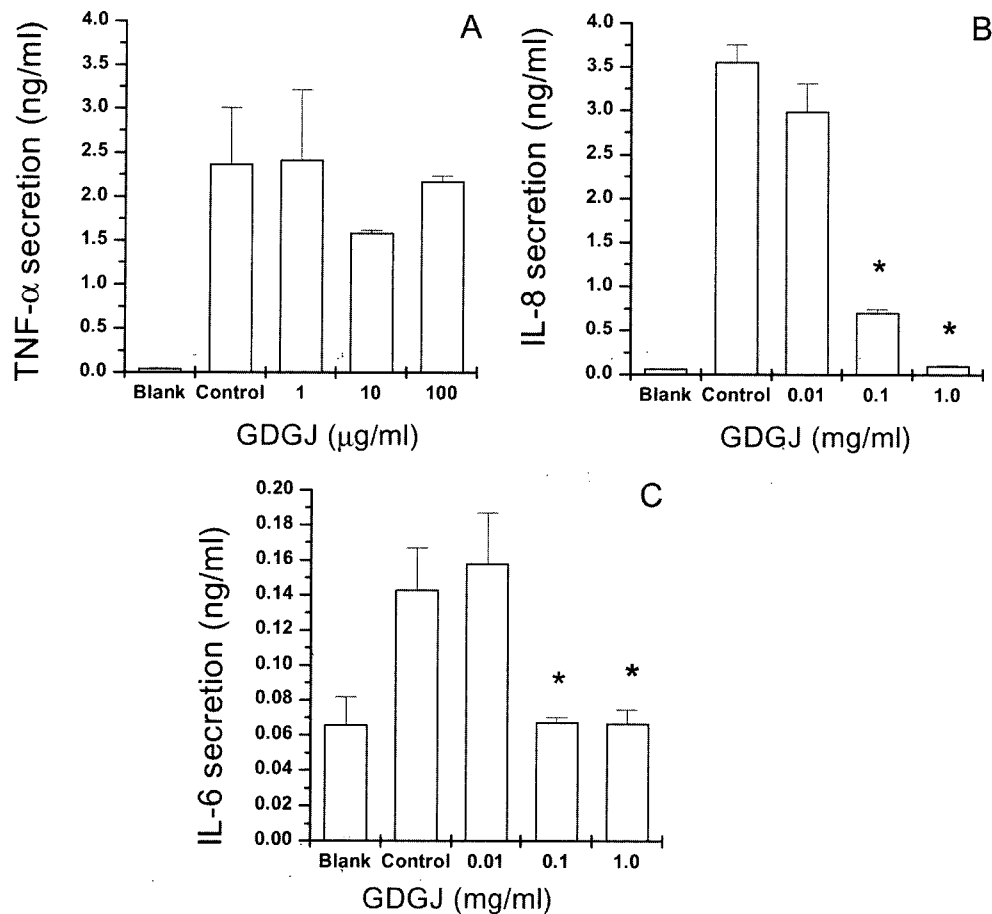 A
TNF-α secretion (ng/ml)
4.0
3.5
3.0
2.5
2.0
1.5
1.0
0.5
0.0
Blank Control 1 10 100
GDGJ (μg/ml)
B
IL-8 secretion (ng/ml)
4.0
3.5
3.0
2.5
2.0
1.5
1.0
0.5
0.0
* *
Blank Control 0.01 0.1 1.0
GDGJ (mg/ml)
C
IL-6 secretion (ng/ml)
0.20
0.18
0.16
0.14
0.12
0.10
0.08
0.06
0.04
0.02
0.00
* *
Blank Control 0.01 0.1 1.0
GDGJ (mg/ml)